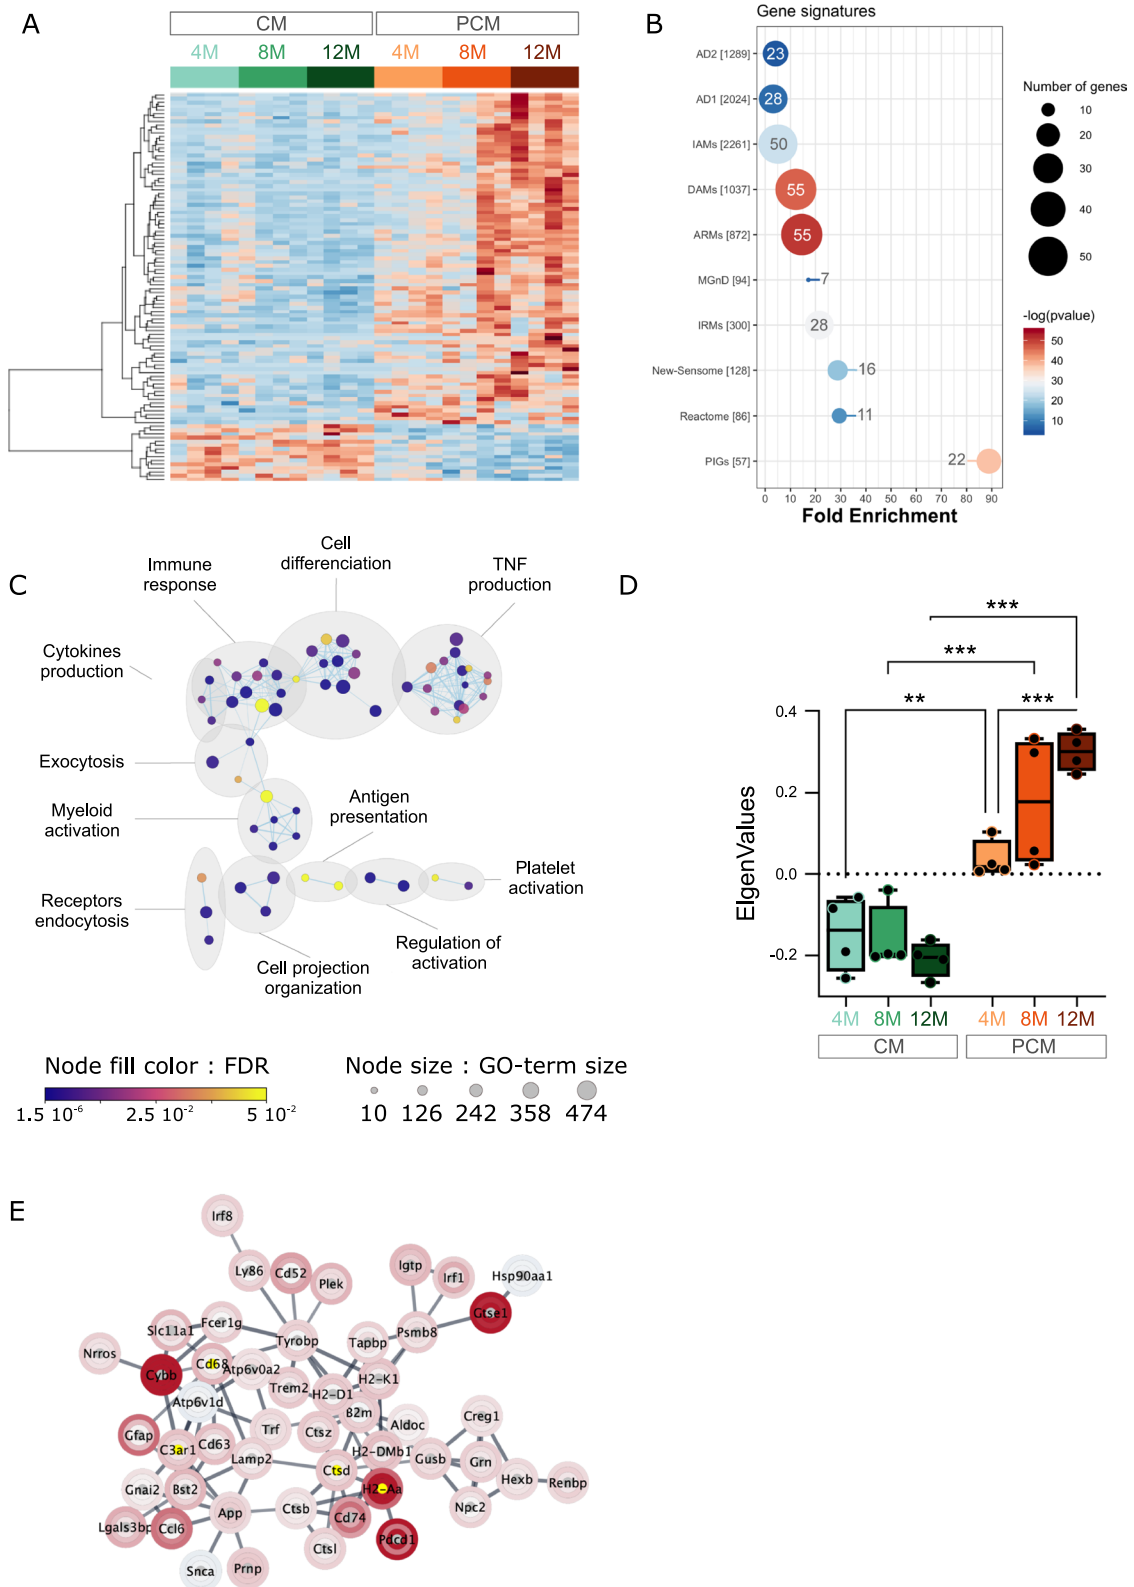 A
CM
PCM
4M
8M
12M
4M
8M
12M
B
Gene signatures
AD2 [1289]
AD1 [2024]
IAMs [2261]
DAMs [1037]
ARMs [872]
MGnD [94]
IRMs [300]
New-Sensome [128]
Reactome [86]
PIGs [57]
23
28
50
55
55
7
28
16
11
22
0 10 20 30 40 50 60 70 80 90
Fold Enrichment
Number of genes
10
20
30
40
50
-log(pvalue)
50
40
30
20
10
C
Immune
response
Cell
differenciation
TNF
production
Cytokines
production
Exocytosis
Myeloid
activation
Antigen
presentation
Platelet
activation
Receptors
endocytosis
Cell projection
organization
Regulation of
activation
Node fill color : FDR
1.5 10-6
2.5 10-2
5 10-2
Node size : GO-term size
10 126 242 358 474
D
***
***
**
***
0.4
0.2
0.0
-0.2
EIgenValues
4M 8M 12M
4M 8M 12M
CM
PCM
E
Irf8
Ly86
Cd52
Plek
Igtp
Irf1
Hsp90aa1
Gtse1
Slc11a1
Fcer1g
Tyrobp
Tapbp
Psmb8
Nrros
Cybb
Cd68
Atp6v0a2
Trem2
H2-D1
H2-K1
Atp6v1d
B2m
Aldoc
Creg1
Gfap
C3ar1
Cd63
Trf
Ctsz
H2-DMb1
Gusb
Grn
Lamp2
Ctsd
Hexb
Renbp
Gnai2
Bst2
H2-Aa
Npc2
App
Ctsb
Cd74
Lgals3bp
Ccl6
Pdcd1
Ctsl
Snca
Prnp